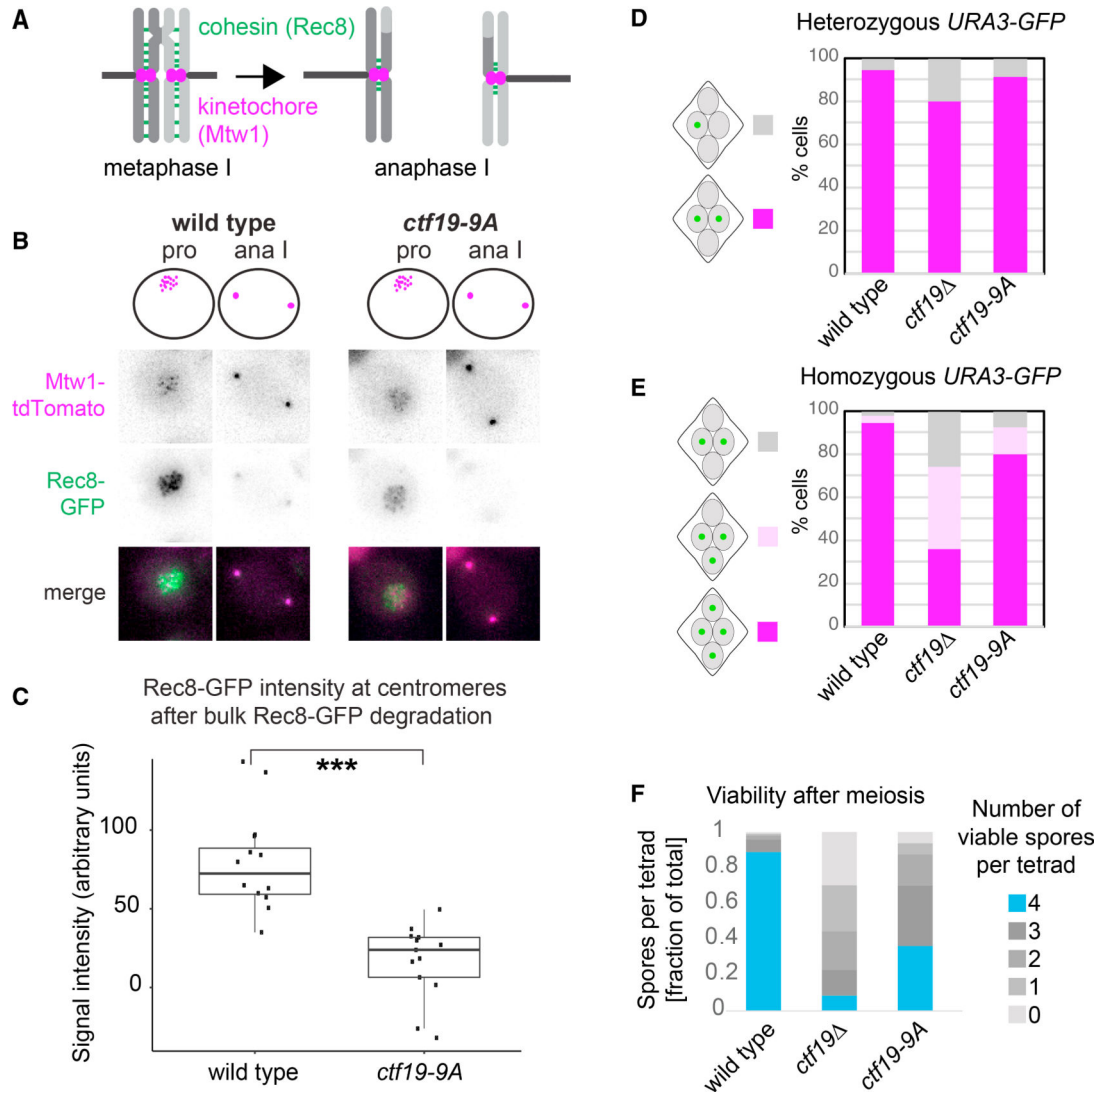 A
cohesin (Rec8)
kinetochore
(Mtw1)
metaphase I
anaphase I
B
wild type
ctf19-9A
pro
ana I
pro
ana I
Mtw1-
tdTomato
Rec8-
GFP
merge
C
Rec8-GFP intensity at centromeres
after bulk Rec8-GFP degradation
Signal intensity (arbitrary units)
100
50
0
***
wild type
ctf19-9A
D
Heterozygous URA3-GFP
% cells
100
80
60
40
20
0
wild type
ctf19Δ
ctf19-9A
E
Homozygous URA3-GFP
% cells
100
80
60
40
20
0
wild type
ctf19Δ
ctf19-9A
F
Viability after meiosis
Spores per tetrad
[fraction of total]
1
0.8
0.6
0.4
0.2
0
wild type
ctf19Δ
ctf19-9A
Number of
viable spores
per tetrad
4
3
2
1
0